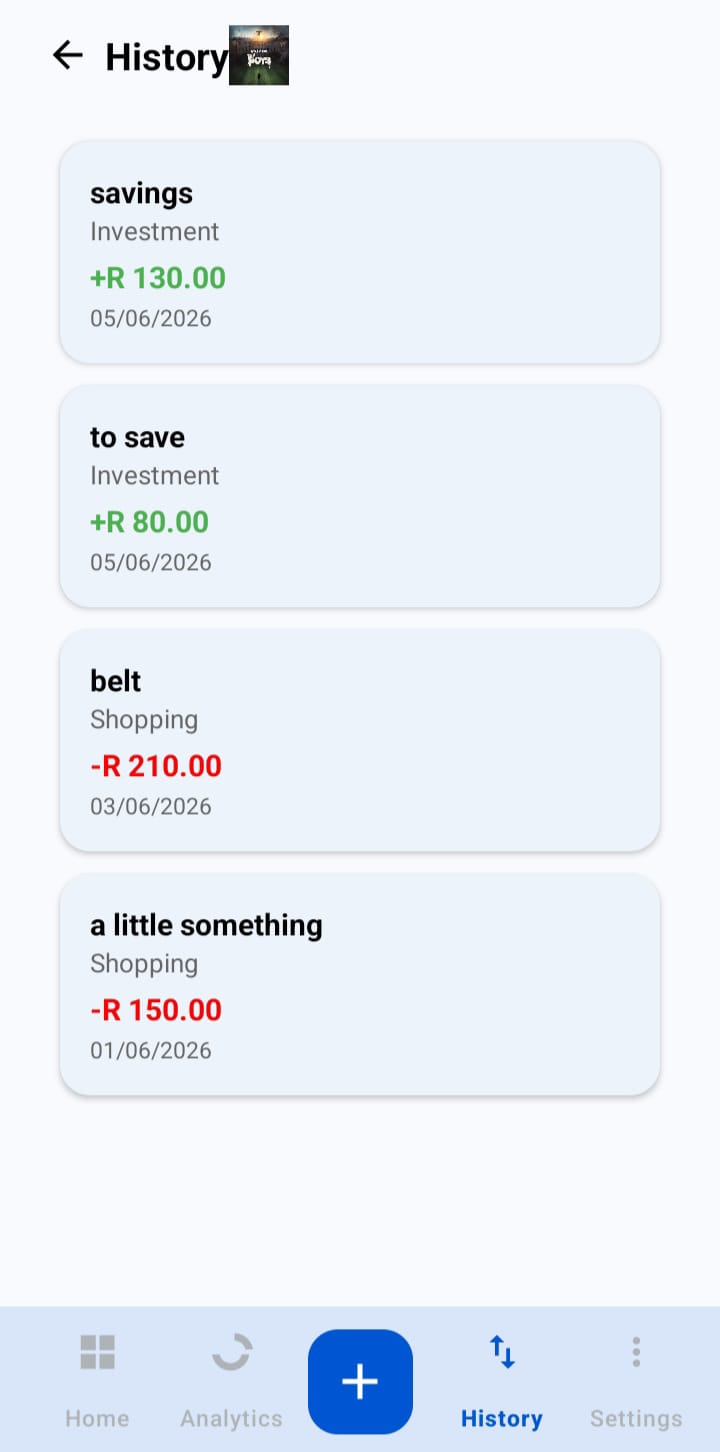 History
savings
Investment
+R 130.00
05/06/2026
to save
Investment
+R 80.00
05/06/2026
belt
Shopping
-R 210.00
03/06/2026
a little something
Shopping
-R 150.00
01/06/2026
Home
Analytics
History
Settings